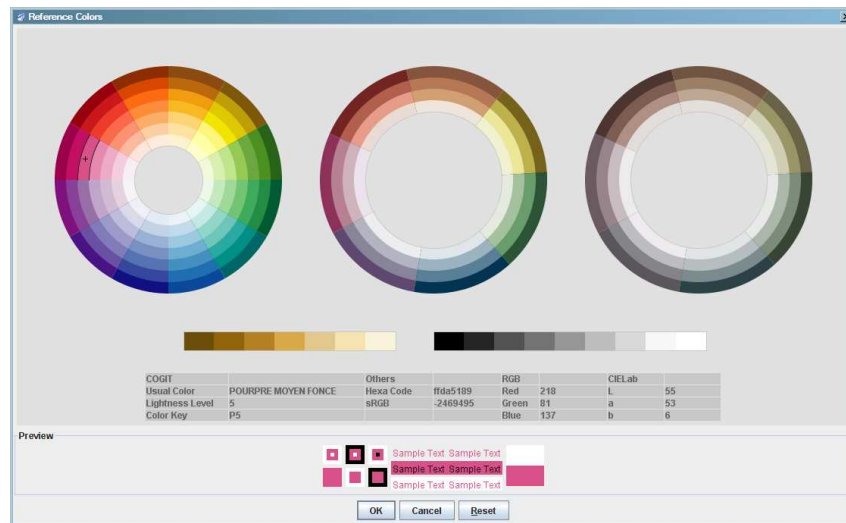 Reference Colors
COGIT Others RGB CIELab
Usual Color POURPRE MOYEN FONCE Hexa Code ffda5189 Red 218 L 55
Lightness Level 5 sRGB -2469495 Green 81 a 53
Color Key P5 Blue 137 b 6
Preview
Sample Text Sample Text
Sample Text Sample Text
Sample Text Sample Text
OK Cancel Reset